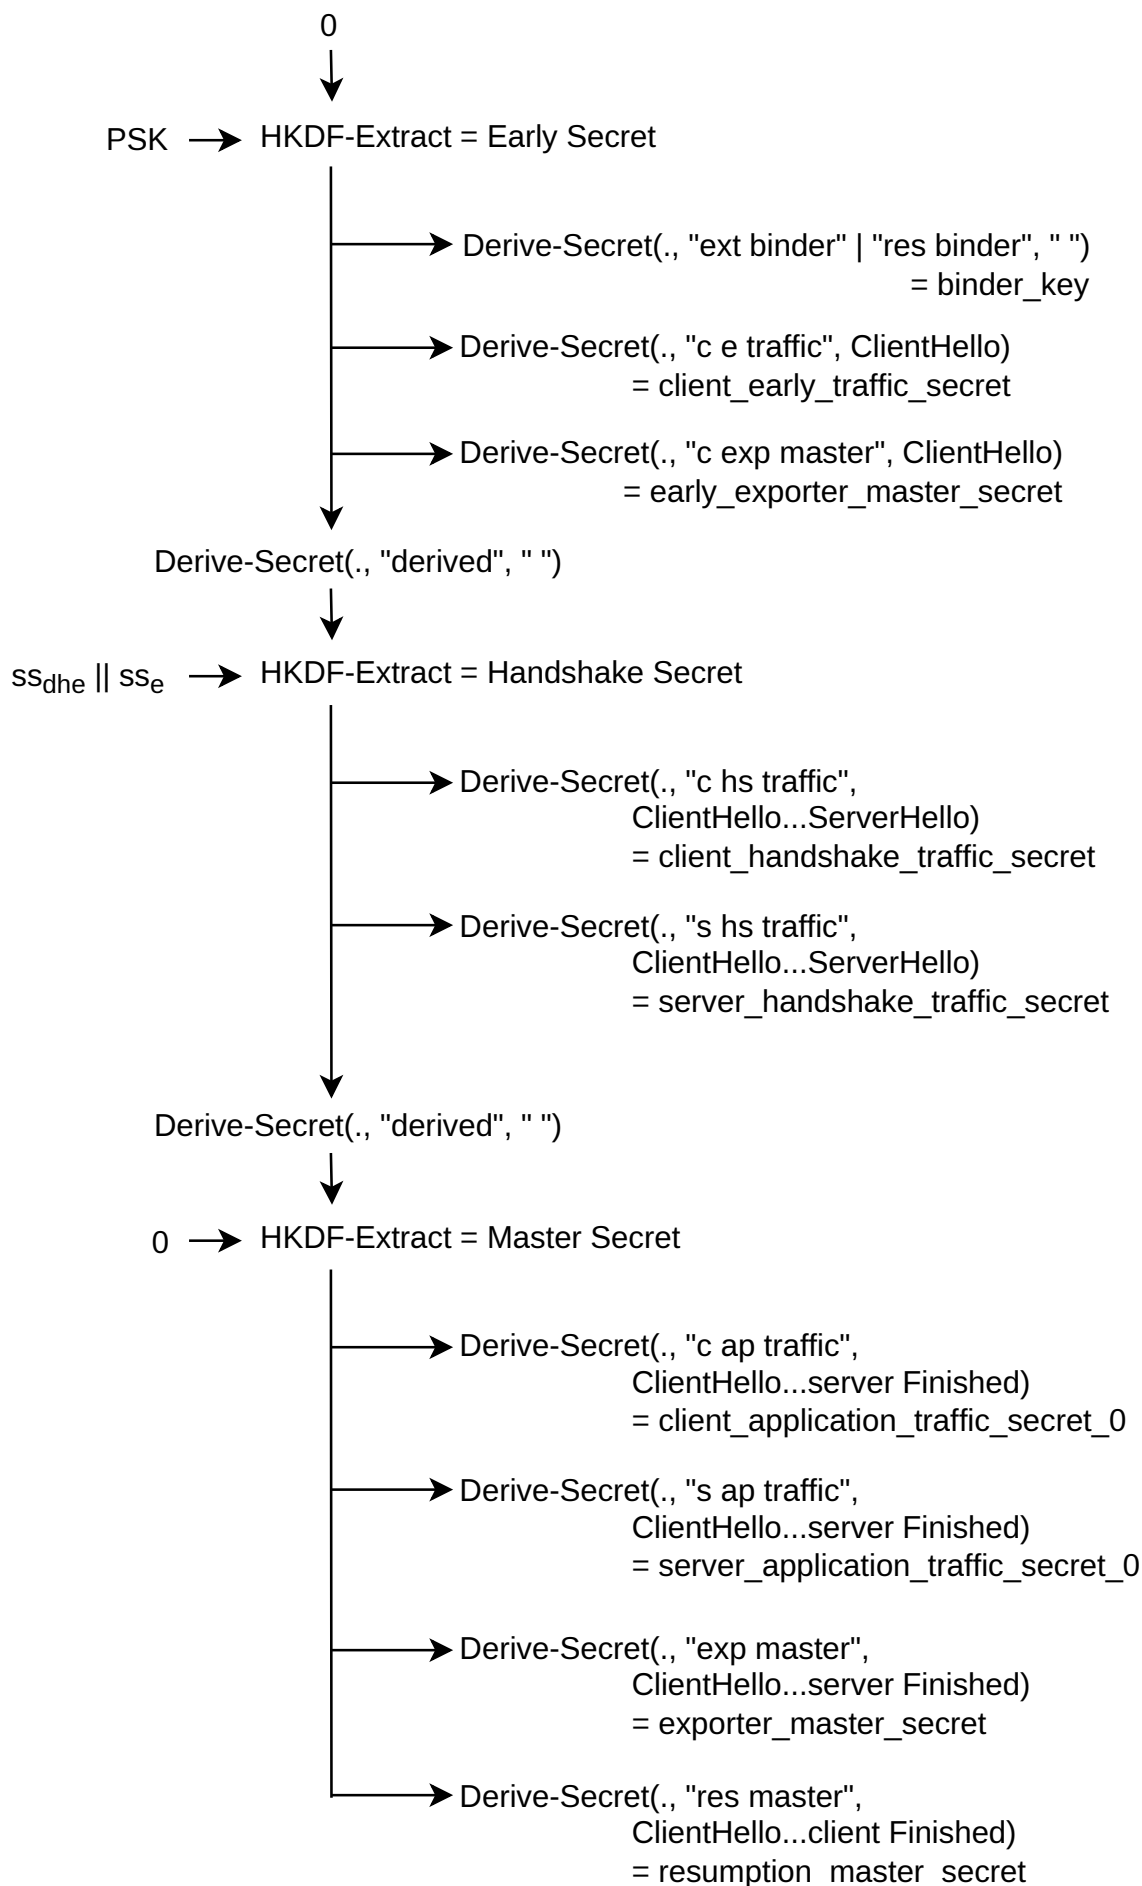 0
PSK
HKDF-Extract = Early Secret
Derive-Secret(., "ext binder" | "res binder", " ")
= binder_key
Derive-Secret(., "c e traffic", ClientHello)
= client_early_traffic_secret
Derive-Secret(., "c exp master", ClientHello)
= early_exporter_master_secret
Derive-Secret(., "derived", " ")
ssdhe || sse
HKDF-Extract = Handshake Secret
Derive-Secret(., "c hs traffic",
ClientHello...ServerHello)
= client_handshake_traffic_secret
Derive-Secret(., "s hs traffic",
ClientHello...ServerHello)
= server_handshake_traffic_secret
Derive-Secret(., "derived", " ")
0
HKDF-Extract = Master Secret
Derive-Secret(., "c ap traffic",
ClientHello...server Finished)
= client_application_traffic_secret_0
Derive-Secret(., "s ap traffic",
ClientHello...server Finished)
= server_application_traffic_secret_0
Derive-Secret(., "exp master",
ClientHello...server Finished)
= exporter_master_secret
Derive-Secret(., "res master",
ClientHello...client Finished)
= resumption_master_secret